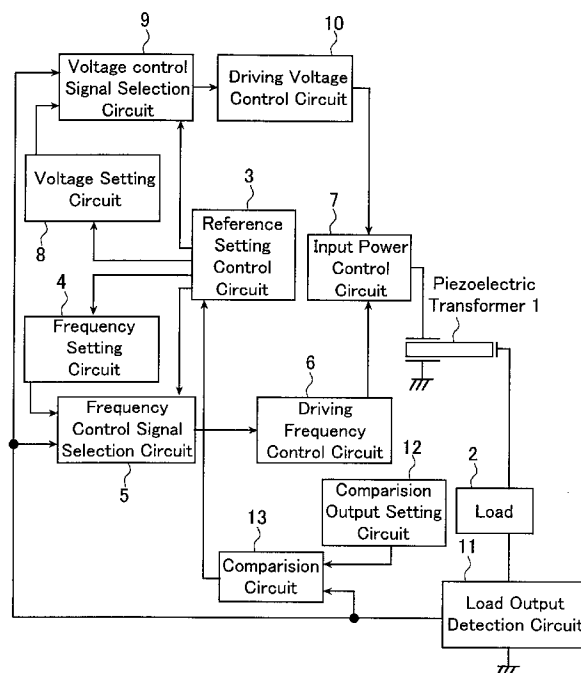 9
Voltage control
Signal Selection
Circuit
10
Driving Voltage
Control Circuit
Voltage Setting
Circuit
8
3
Reference
Setting
Control
Circuit
7
Input Power
Control
Circuit
Piezoelectric
Transformer 1
4
Frequency
Setting
Circuit
Frequency
Control Signal
Selection Circuit
5
6
Driving
Frequency
Control Circuit
12
Comparision
Output Setting
Circuit
2
Load
13
Comparision
Circuit
11
Load Output
Detection Circuit